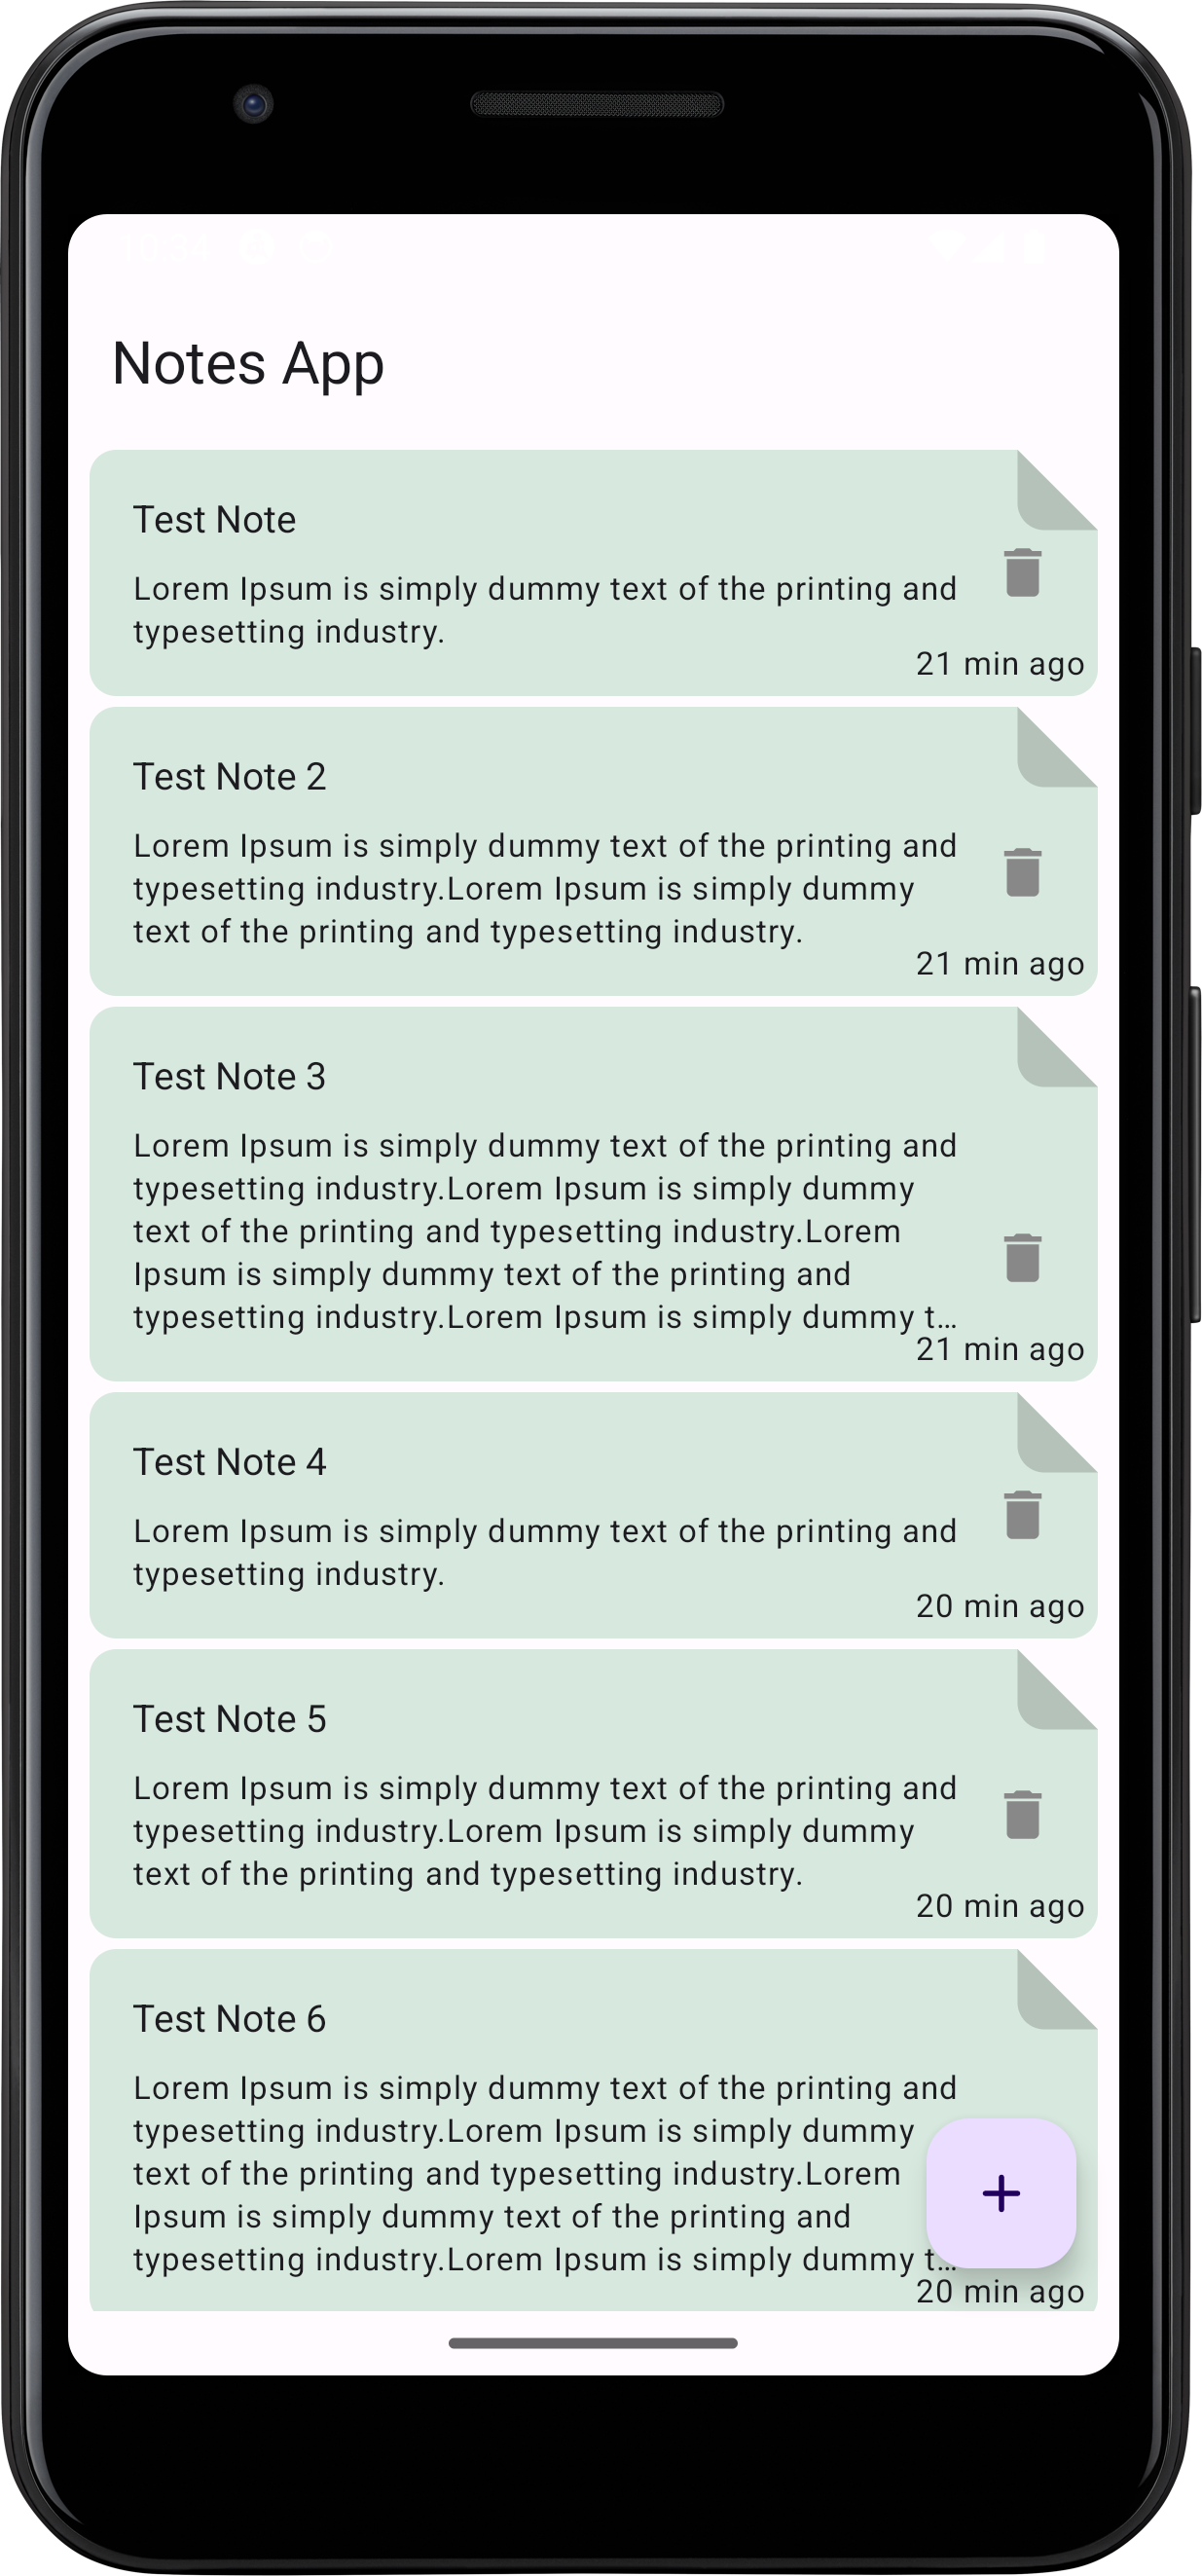 Notes App
Test Note
Lorem Ipsum is simply dummy text of the printing and
typesetting industry.
21 min ago
Test Note 2
Lorem Ipsum is simply dummy text of the printing and
typesetting industry.Lorem Ipsum is simply dummy
text of the printing and typesetting industry.
21 min ago
Test Note 3
Lorem Ipsum is simply dummy text of the printing and
typesetting industry.Lorem Ipsum is simply dummy
text of the printing and typesetting industry.Lorem
Ipsum is simply dummy text of the printing and
typesetting industry.Lorem Ipsum is simply dummy t...
21 min ago
Test Note 4
Lorem Ipsum is simply dummy text of the printing and
typesetting industry.
20 min ago
Test Note 5
Lorem Ipsum is simply dummy text of the printing and
typesetting industry.Lorem Ipsum is simply dummy
text of the printing and typesetting industry.
20 min ago
Test Note 6
Lorem Ipsum is simply dummy text of the printing and
typesetting industry.Lorem Ipsum is simply dummy
text of the printing and typesetting industry.Lorem
Ipsum is simply dummy text of the printing and
typesetting industry.Lorem Ipsum is simply dummy t...
20 min ago